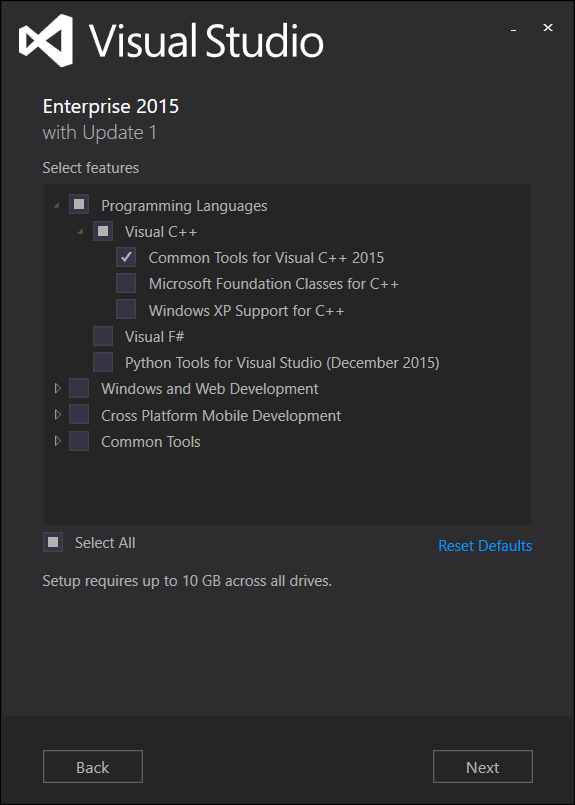 Visual Studio
Enterprise 2015
with Update 1
Select features
Programming Languages
Visual C++
Common Tools for Visual C++ 2015
Microsoft Foundation Classes for C++
Windows XP Support for C++
Visual F#
Python Tools for Visual Studio (December 2015)
Windows and Web Development
Cross Platform Mobile Development
Common Tools
Select All
Reset Defaults
Setup requires up to 10 GB across all drives.
Back
Next